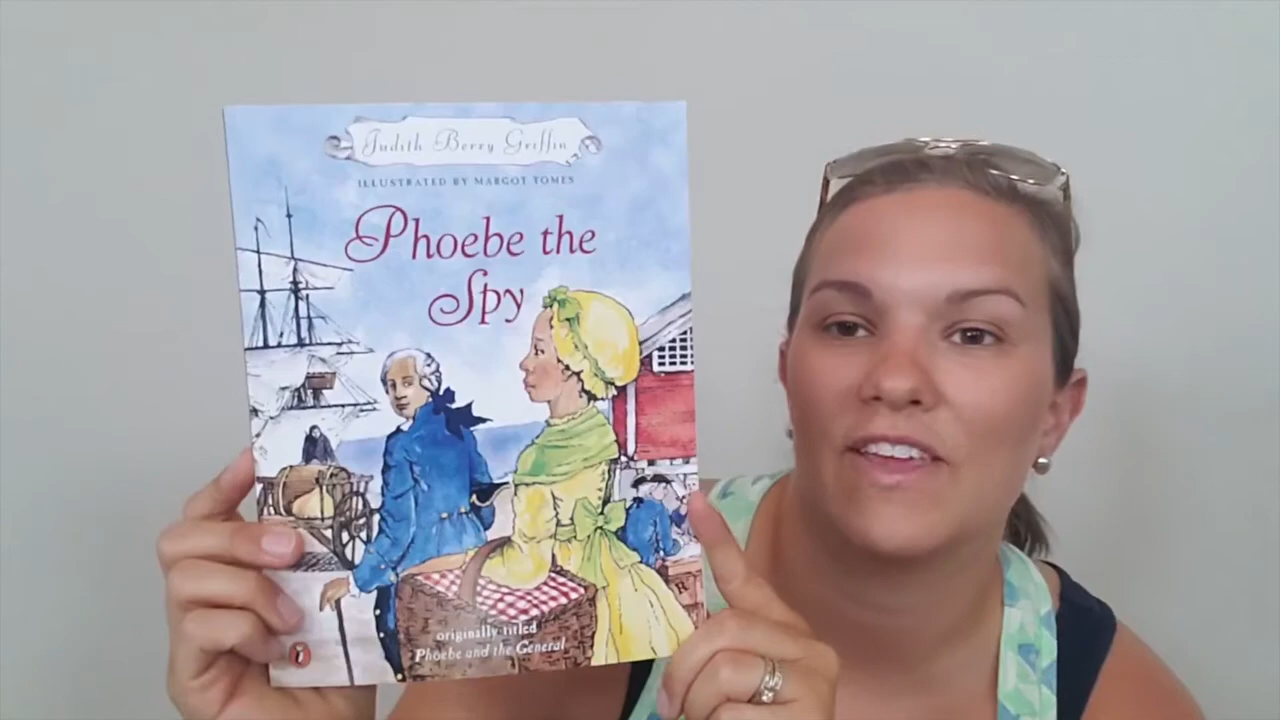 Judith Berry Griffin
ILLUSTRATED BY MARGOT TOMES
Phoebe the
Spy
originally titled
Phoebe and the General